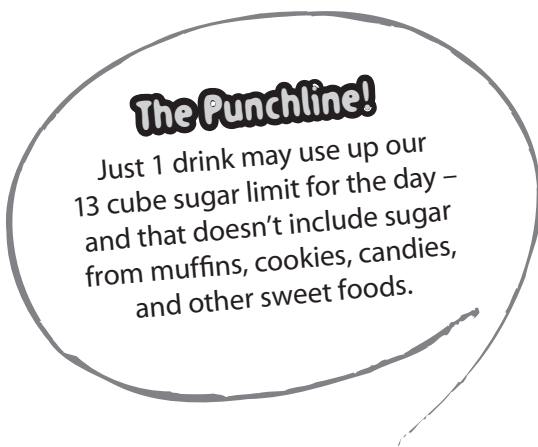 The Punchline!
Just 1 drink may use up our
13 cube sugar limit for the day –
and that doesn't include sugar
from muffins, cookies, candies,
and other sweet foods.